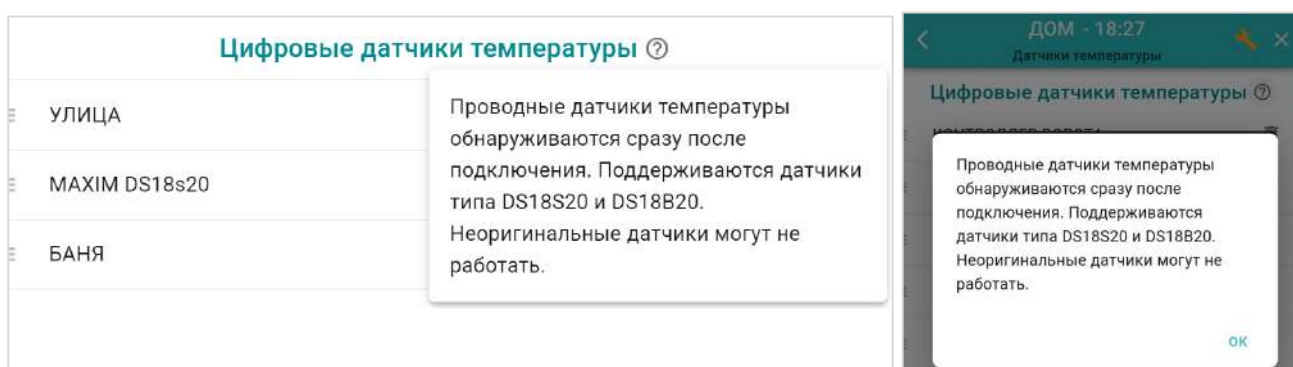 Цифровые датчики температуры ?
УЛИЦА
MAXIM DS18s20
БАНЯ
Проводные датчики температуры
обнаруживаются сразу после
подключения. Поддерживаются датчики
типа DS18S20 и DS18B20.
Неоригинальные датчики могут не
работать.
ДОМ - 18:27
Датчики температуры
Цифровые датчики температуры ?
Проводные датчики температуры
обнаруживаются сразу после
подключения. Поддерживаются
датчики типа DS18S20 и DS18B20.
Неоригинальные датчики могут не
работать.
ОК